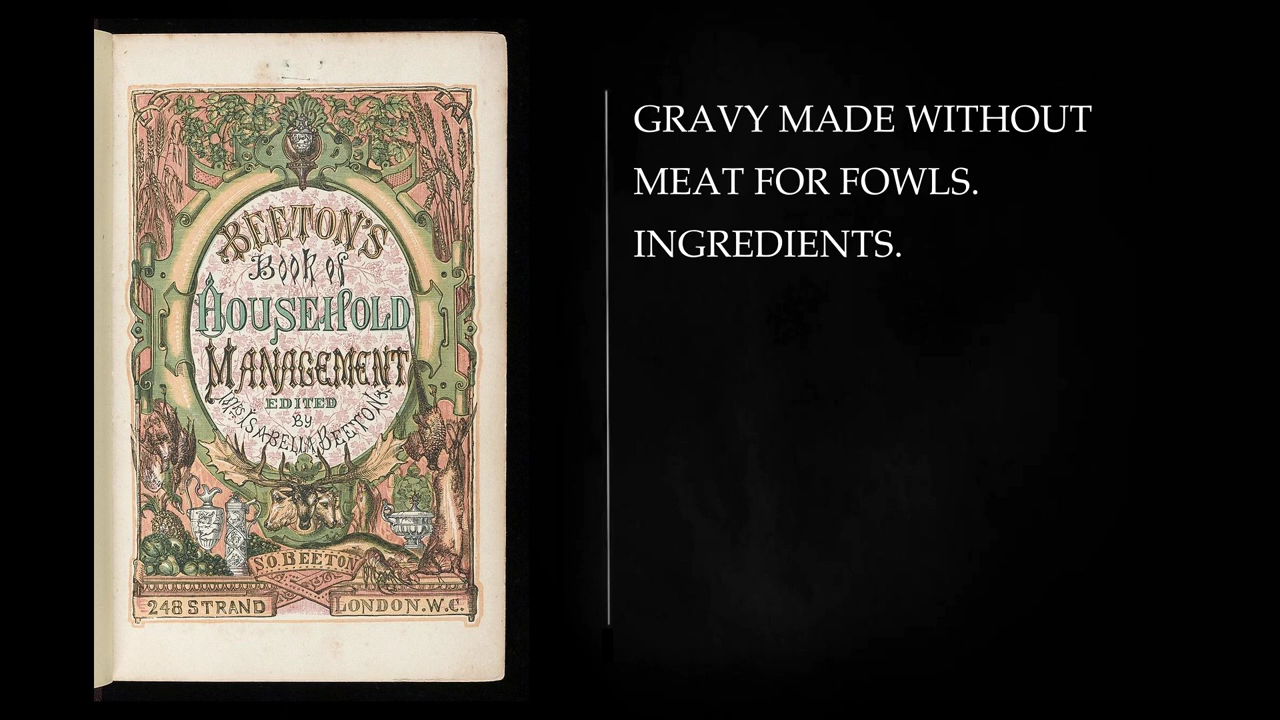 BEETON'S
Book of
HOUSEHOLD
MANAGEMENT
EDITED
BY
MRS ISABELLA BEETON
S.O. BEETON
248 STRAND
LONDON.W.C.
GRAVY MADE WITHOUT
MEAT FOR FOWLS.
INGREDIENTS.